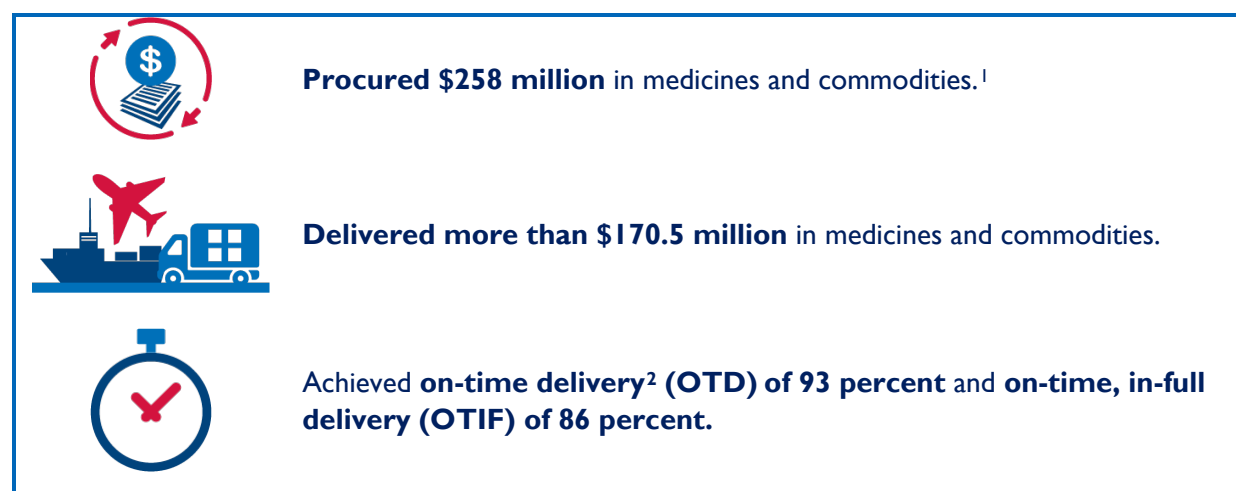 $
Procured $258 million in medicines and commodities.¹
Delivered more than $170.5 million in medicines and commodities.
Achieved on-time delivery² (OTD) of 93 percent and on-time, in-full
delivery (OTIF) of 86 percent.